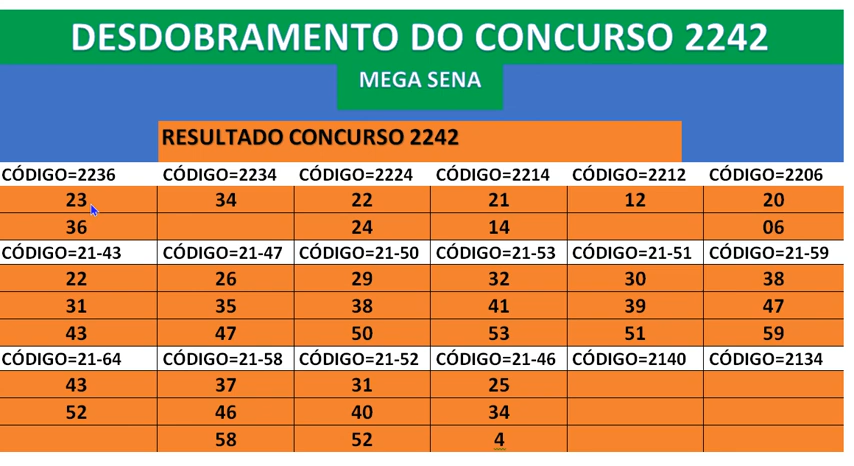 DESDOBRAMENTO DO CONCURSO 2242
MEGA SENA
RESULTADO CONCURSO 2242
CÓDIGO=2236 CÓDIGO=2234 CÓDIGO=2224 CÓDIGO=2214 CÓDIGO=2212 CÓDIGO=2206
23 34 22 21 12 20
36 24 14 06
CÓDIGO=21-43 CÓDIGO=21-47 CÓDIGO=21-50 CÓDIGO=21-53 CÓDIGO=21-51 CÓDIGO=21-59
22 26 29 32 30 38
31 35 38 41 39 47
43 47 50 53 51 59
CÓDIGO=21-64 CÓDIGO=21-58 CÓDIGO=21-52 CÓDIGO=21-46 CÓDIGO=2140 CÓDIGO=2134
43 37 31 25
52 46 40 34
58 52 4